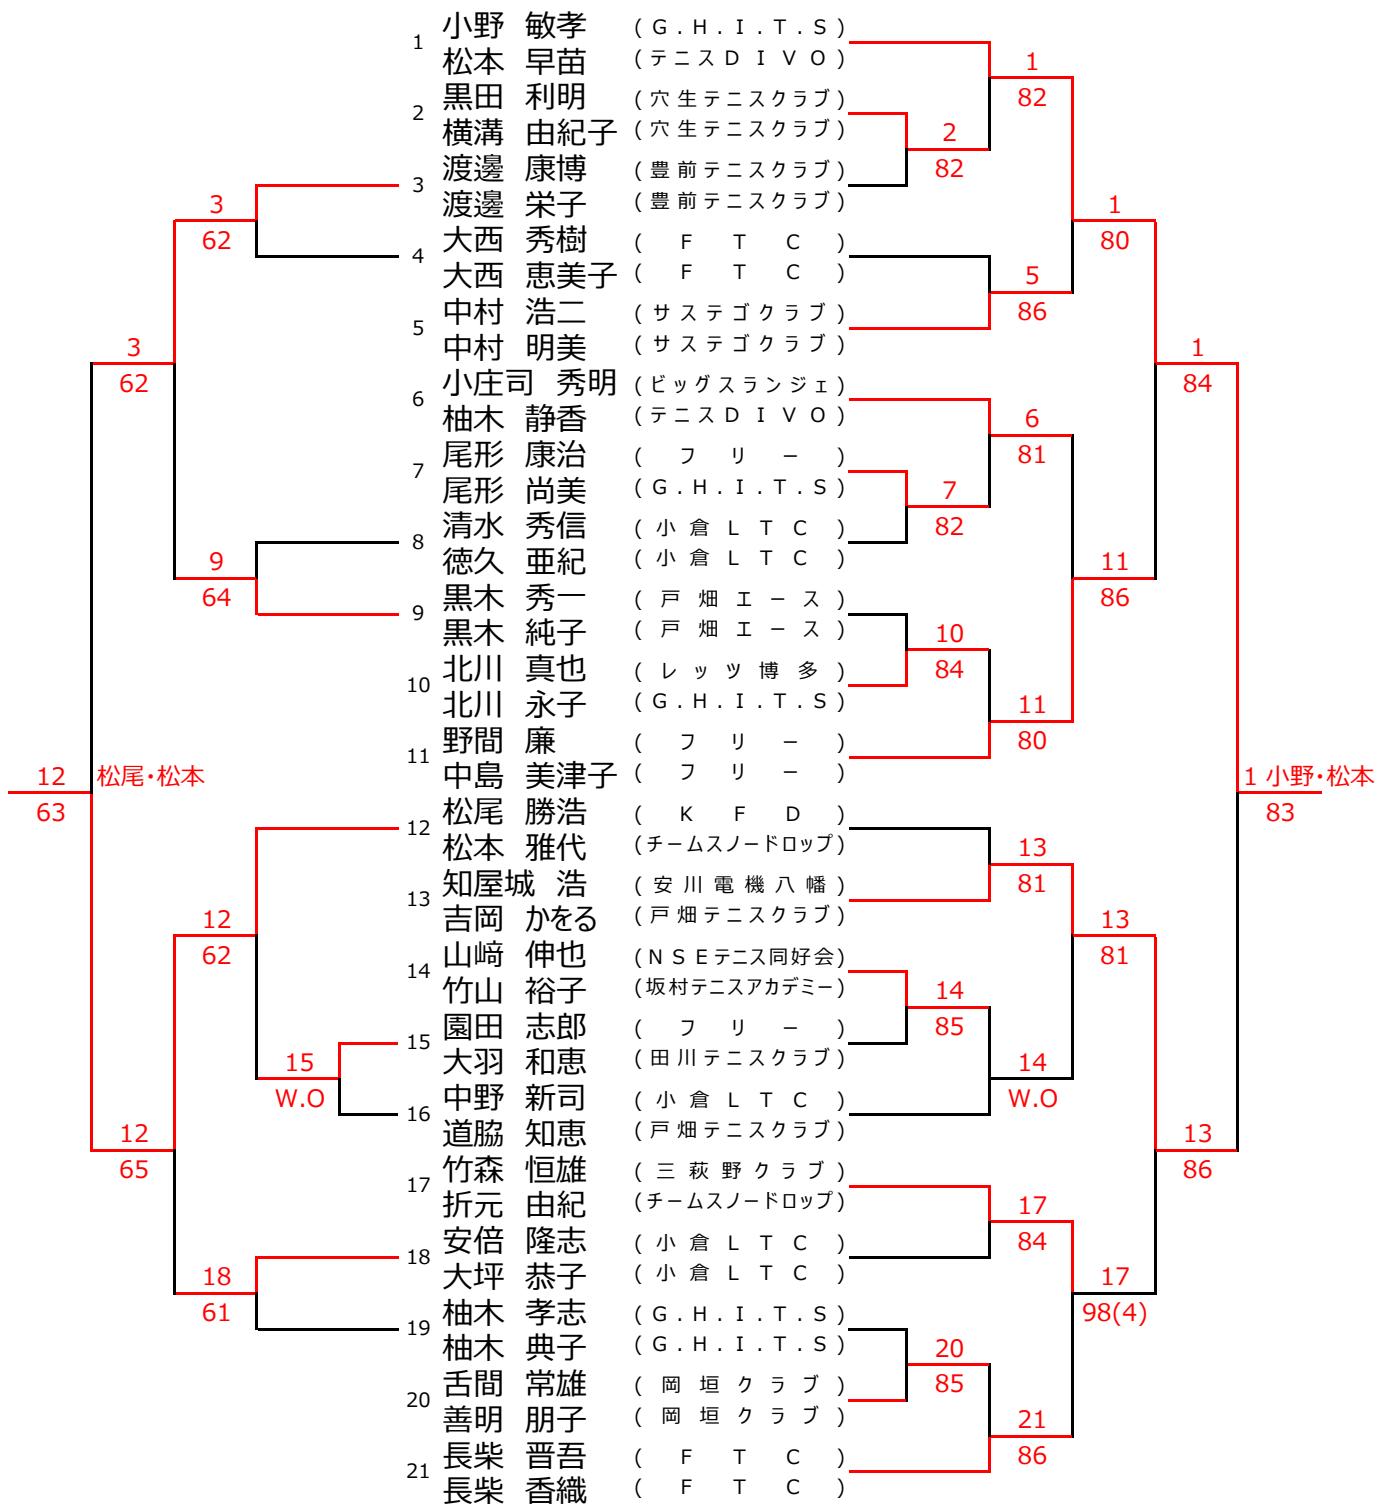 1
小野 敏孝 (G.H.I.T.S)
松本 早苗 (テニスDIVO)
2
黒田 利明 (穴生テニスクラブ)
横溝 由紀子 (穴生テニスクラブ)
3
渡邊 康博 (豊前テニスクラブ)
渡邊 栄子 (豊前テニスクラブ)
4
大西 秀樹 (FTC)
大西 恵美子 (FTC)
5
中村 浩二 (サステゴクラブ)
中村 明美 (サステゴクラブ)
6
小庄司 秀明 (ビッグスランジェ)
柚木 静香 (テニスDIVO)
7
尾形 康治 (フリー)
尾形 尚美 (G.H.I.T.S)
8
清水 秀信 (小倉LTC)
徳久 亜紀 (小倉LTC)
9
黒木 秀一 (戸畑エース)
黒木 純子 (戸畑エース)
10
北川 真也 (レッツ博多)
北川 永子 (G.H.I.T.S)
11
野間 廉 (フリー)
中島 美津子 (フリー)
12
松尾 勝浩 (KFD)
松本 雅代 (チームスノードロップ)
13
知屋城 浩 (安川電機八幡)
吉岡 かをる (戸畑テニスクラブ)
14
山﨑 伸也 (NSEテニス同好会)
竹山 裕子 (坂村テニスアカデミー)
15
園田 志郎 (フリー)
大羽 和恵 (田川テニスクラブ)
16
中野 新司 (小倉LTC)
道脇 知恵 (戸畑テニスクラブ)
17
竹森 恒雄 (三萩野クラブ)
折元 由紀 (チームスノードロップ)
18
安倍 隆志 (小倉LTC)
大坪 恭子 (小倉LTC)
19
柚木 孝志 (G.H.I.T.S)
柚木 典子 (G.H.I.T.S)
20
舌間 常雄 (岡垣クラブ)
善明 朋子 (岡垣クラブ)
21
長柴 晋吾 (FTC)
長柴 香織 (FTC)
3
62
9
64
3
62
15
W.O
12
62
18
61
12
65
12 松尾・松本
63
2
82
7
82
10
84
14
85
20
85
1
82
5
86
6
81
11
80
13
81
14
W.O
17
84
21
86
1
80
11
86
13
81
17
98(4)
1
84
13
86
1 小野・松本
83